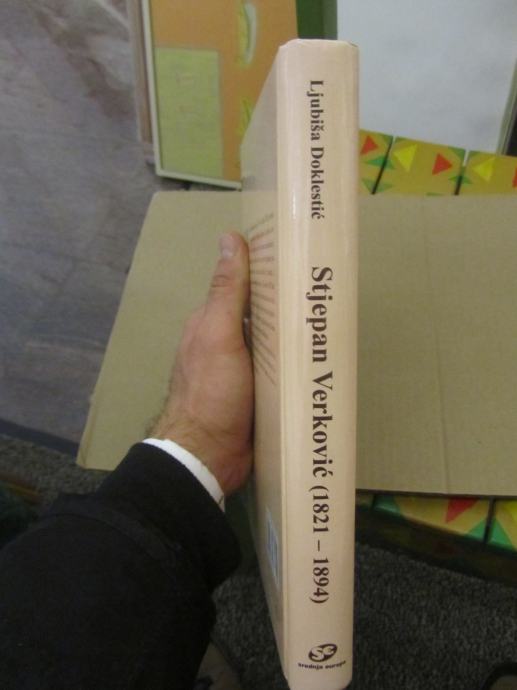 Ljubiša Doklestić
Stjepan Verković (1821 – 1894)
srednja europa